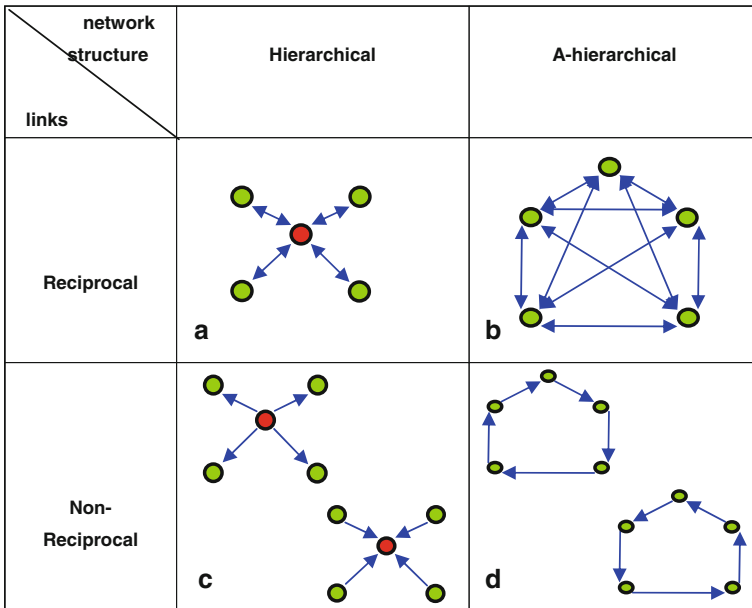 network
structure
links
Hierarchical
A-hierarchical
Reciprocal
a
b
Non-
Reciprocal
c
d